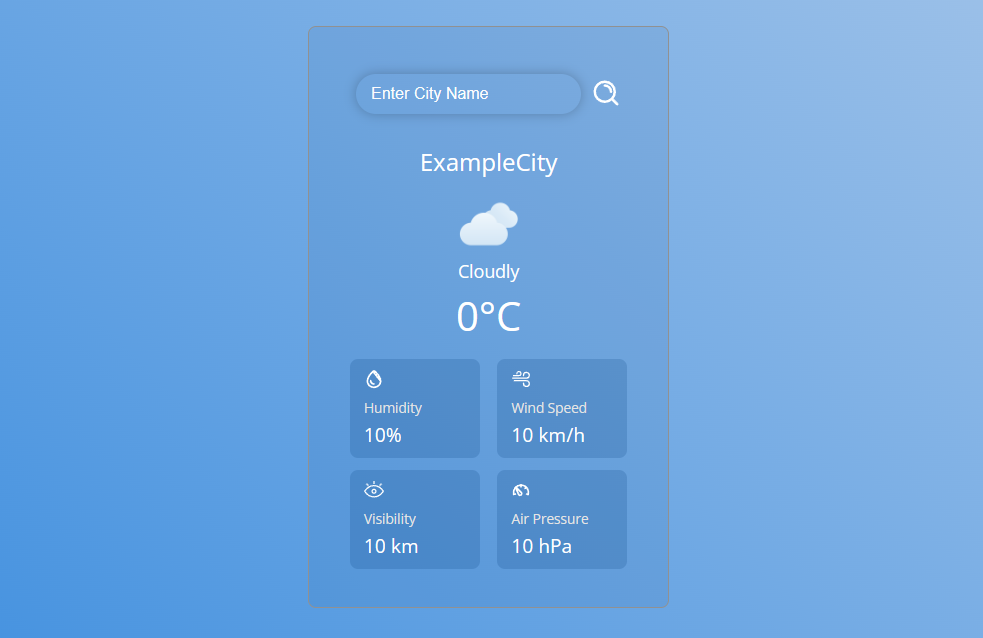 Enter City Name
ExampleCity
Cloudly
0°C
Humidity
10%
Wind Speed
10 km/h
Visibility
10 km
Air Pressure
10 hPa